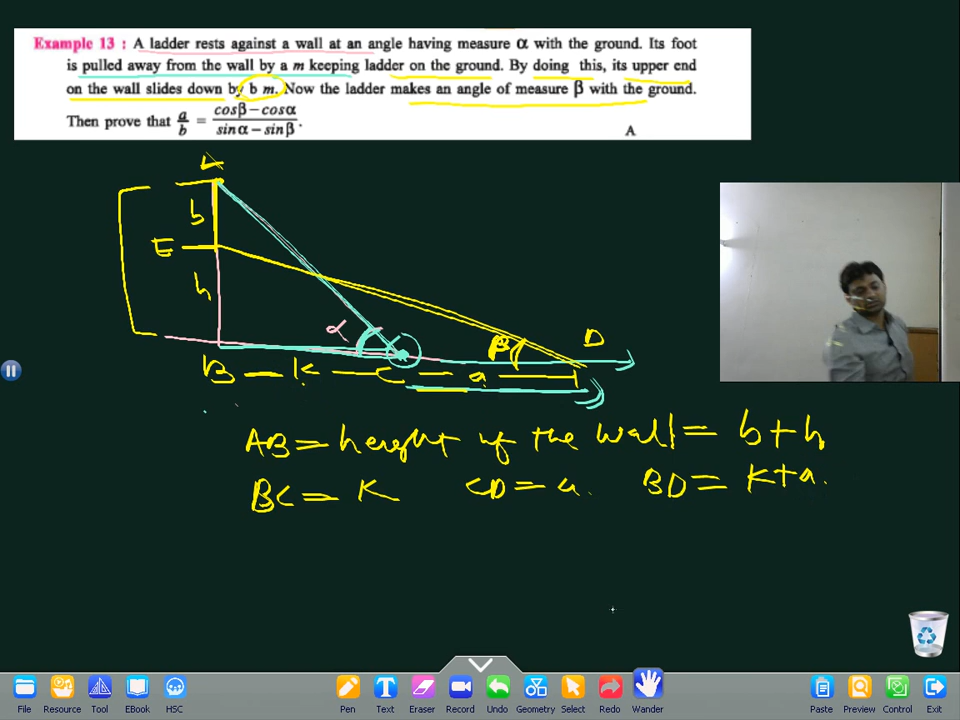 Example 13 : A ladder rests against a wall at an angle having measure α with the ground. Its foot
is pulled away from the wall by a m keeping ladder on the ground. By doing this, its upper end
on the wall slides down by b m. Now the ladder makes an angle of measure β with the ground.
Then prove that a/b = (cosβ – cosα)/(sinα – sinβ).
A
A
b
E
h
α
β
D
B – K – C – a
AB = height of the wall = b + h
BC = K CD = a. BD = K+a.
File Resource Tool EBook HSC Pen Text Eraser Record Undo Geometry Select Redo Wander Paste Preview Control Exit